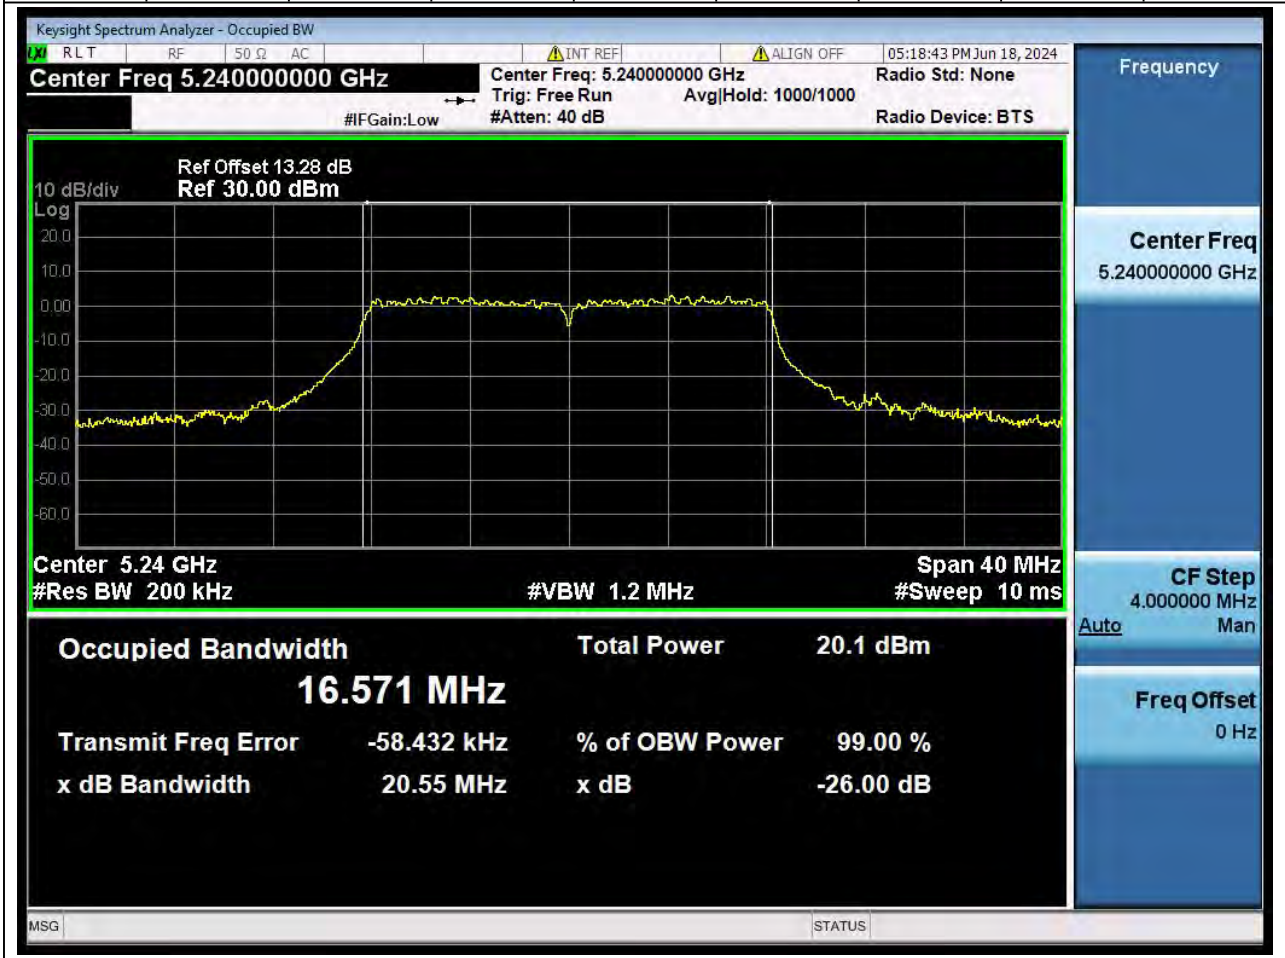 Keysight Spectrum Analyzer - Occupied BW
LXI RLT RF 50 Ω AC INT REF ALIGN OFF 05:18:43 PM Jun 18, 2024
Center Freq 5.240000000 GHz
Center Freq: 5.240000000 GHz Radio Std: None
Trig: Free Run Avg|Hold: 1000/1000
#IFGain:Low #Atten: 40 dB Radio Device: BTS
Ref Offset 13.28 dB
10 dB/div Ref 30.00 dBm
Log
20.0
10.0
0.00
-10.0
-20.0
-30.0
-40.0
-50.0
-60.0
Center 5.24 GHz Span 40 MHz
#Res BW 200 kHz #VBW 1.2 MHz #Sweep 10 ms
Occupied Bandwidth Total Power 20.1 dBm
16.571 MHz
Transmit Freq Error -58.432 kHz % of OBW Power 99.00 %
x dB Bandwidth 20.55 MHz x dB -26.00 dB
MSG STATUS
Frequency
Center Freq
5.240000000 GHz
CF Step
4.000000 MHz
Auto Man
Freq Offset
0 Hz